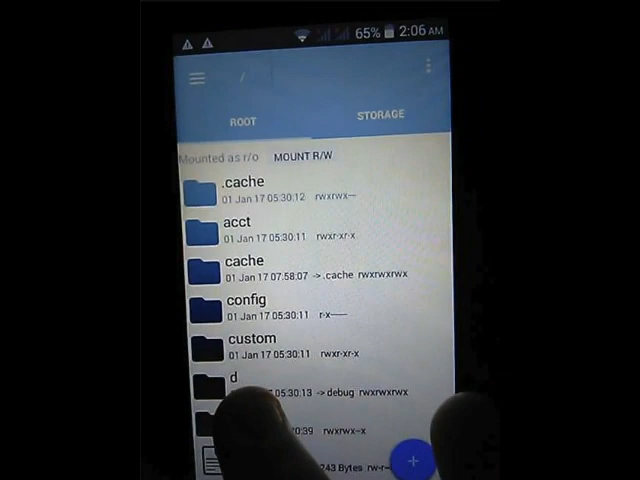 65% 2:06 AM
/
ROOT STORAGE
Mounted as r/o MOUNT R/W
.cache
01 Jan 17 05:30:12 rwxrwx---
acct
01 Jan 17 05:30:11 rwxr-xr-x
cache
01 Jan 17 07:58:07 -> .cache rwxrwxrwx
config
01 Jan 17 05:30:11 r-x------
custom
01 Jan 17 05:30:11 rwxr-xr-x
d
05:30:13 -> debug rwxrwxrwx
0:39 rwxrwx--x
243 Bytes rw-r--
+